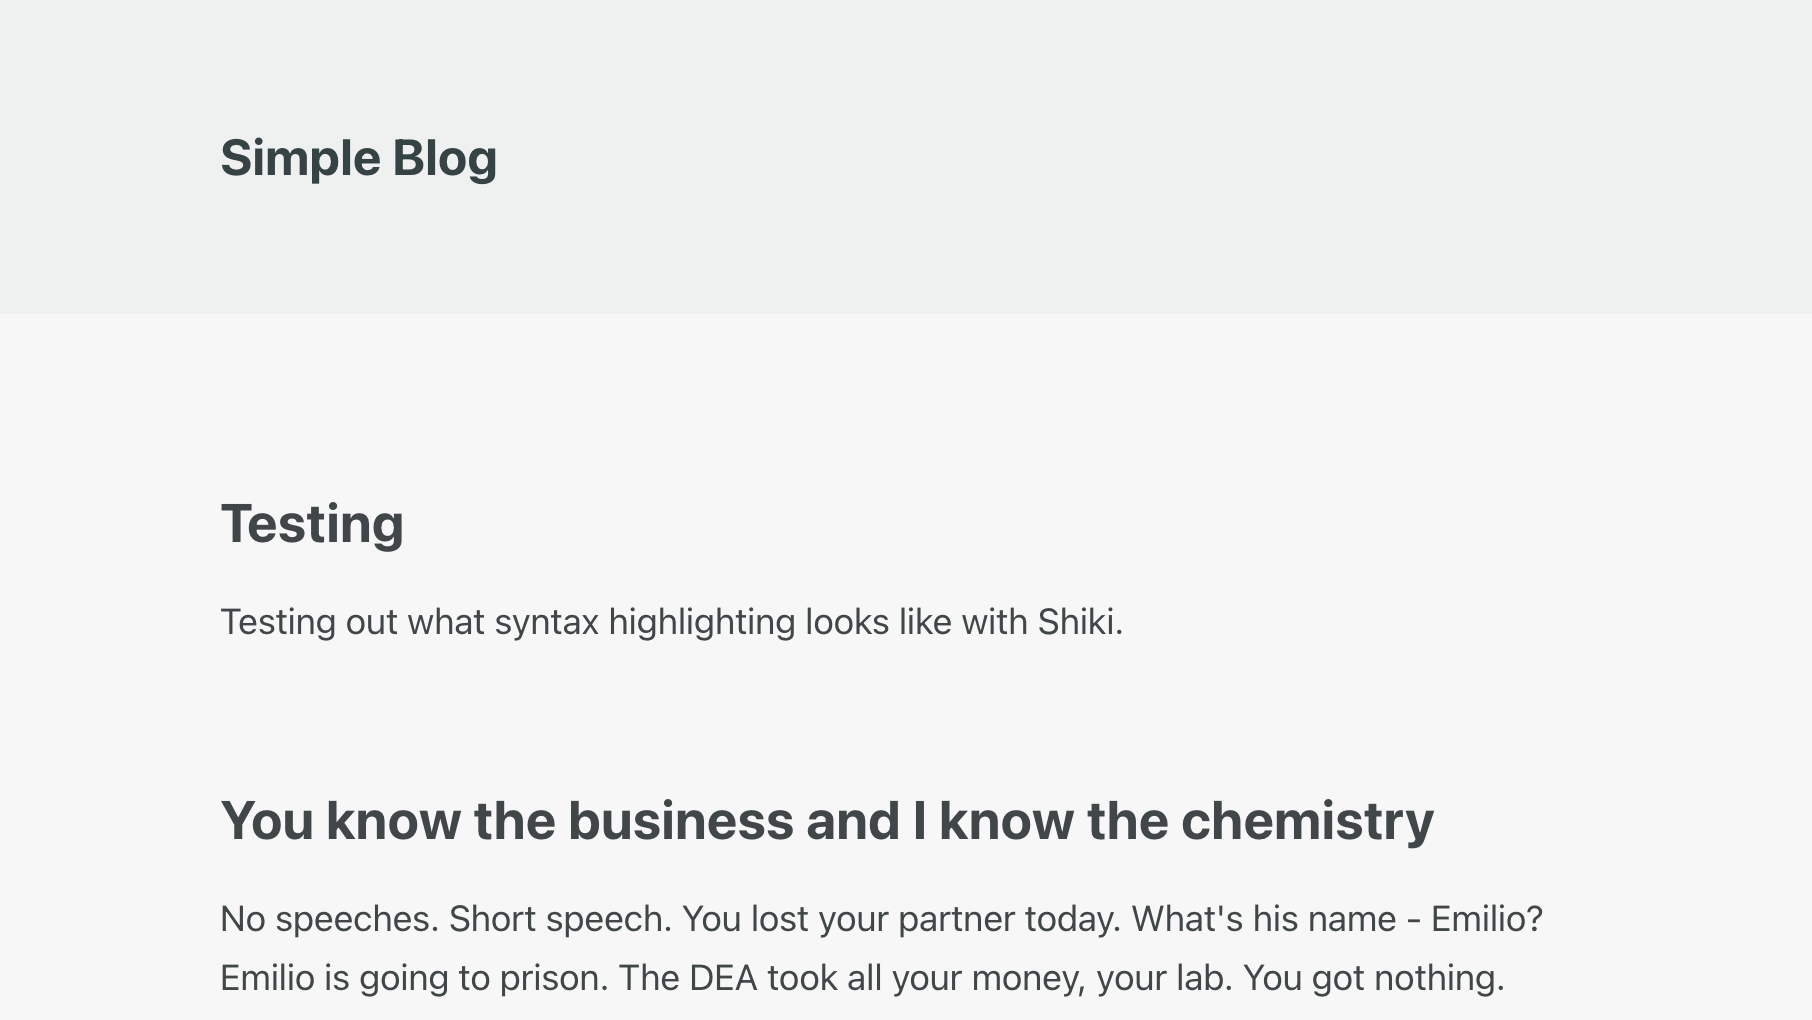 Simple Blog
Testing
Testing out what syntax highlighting looks like with Shiki.
You know the business and I know the chemistry
No speeches. Short speech. You lost your partner today. What's his name - Emilio?
Emilio is going to prison. The DEA took all your money, your lab. You got nothing.